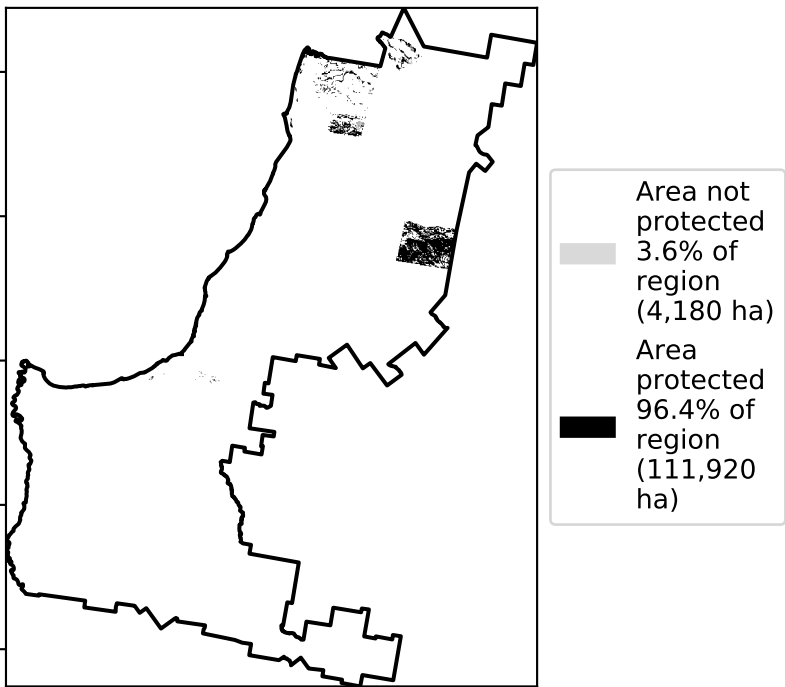 Area not
protected
3.6% of
region
(4,180 ha)
Area
protected
96.4% of
region
(111,920
ha)